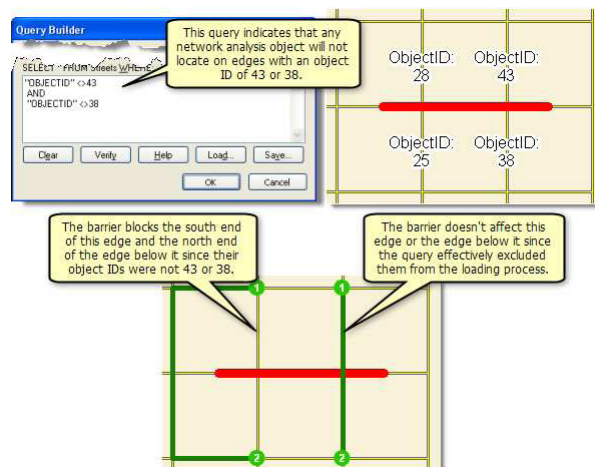 Query Builder
SELECT * FROM Streets WHERE:
"OBJECTID" <>43
AND
"OBJECTID" <>38
Clear
Verify
Help
Load...
Save...
OK
Cancel
This query indicates that any
network analysis object will not
locate on edges with an object
ID of 43 or 38.
ObjectID:
28
ObjectID:
43
ObjectID:
25
ObjectID:
38
The barrier blocks the south end
of this edge and the north end
of the edge below it since their
object IDs were not 43 or 38.
The barrier doesn't affect this
edge or the edge below it since
the query effectively excluded
them from the loading process.
1
1
2
2